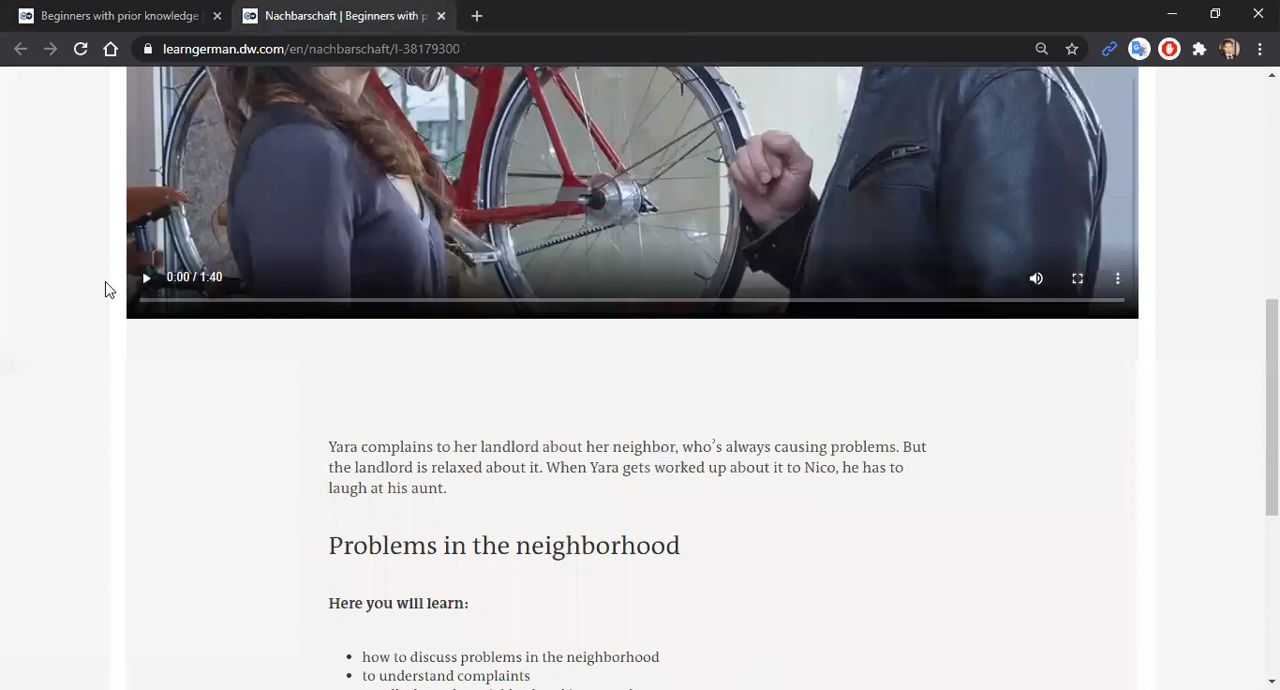 Beginners with prior knowledge
Nachbarschaft | Beginners with p
learngerman.dw.com/en/nachbarschaft/l-38179300
0:00 / 1:40
Yara complains to her landlord about her neighbor, who's always causing problems. But
the landlord is relaxed about it. When Yara gets worked up about it to Nico, he has to
laugh at his aunt.
Problems in the neighborhood
Here you will learn:
• how to discuss problems in the neighborhood
• to understand complaints